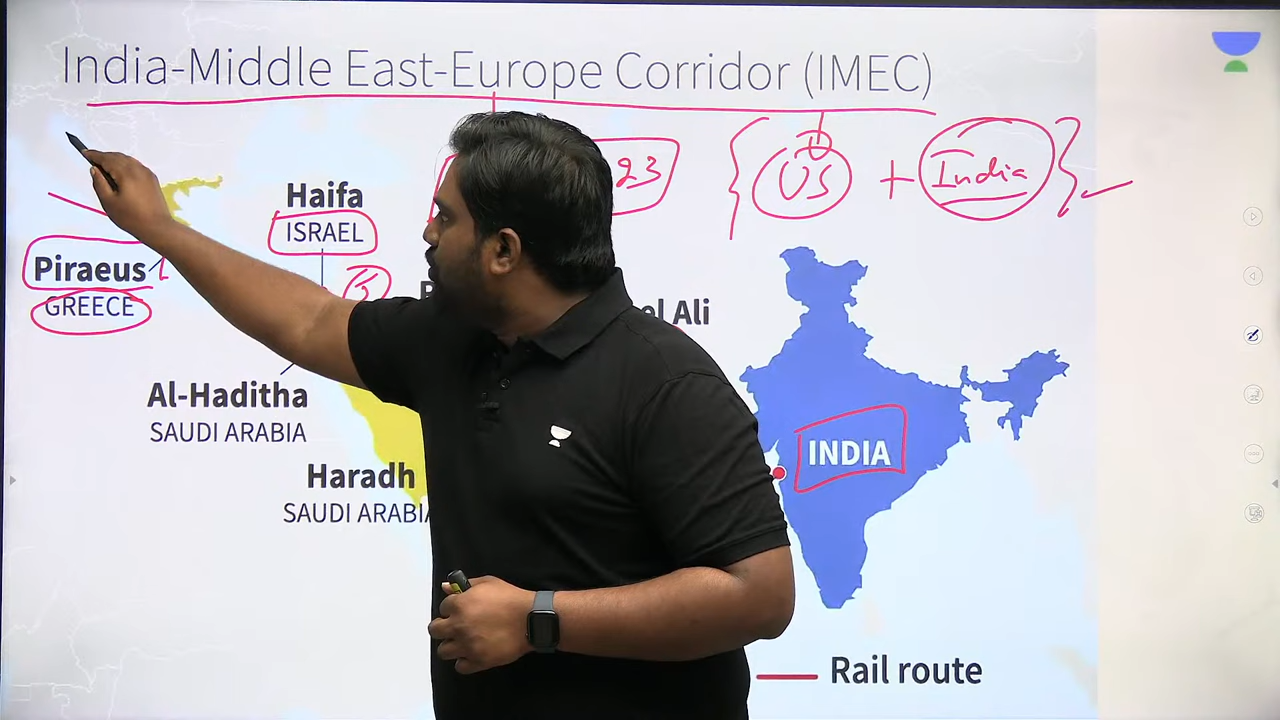 India-Middle East-Europe Corridor (IMEC)
23
US + India
Haifa
ISRAEL
Piraeus
GREECE
el Ali
Al-Haditha
SAUDI ARABIA
INDIA
Haradh
SAUDI ARABIA
Rail route